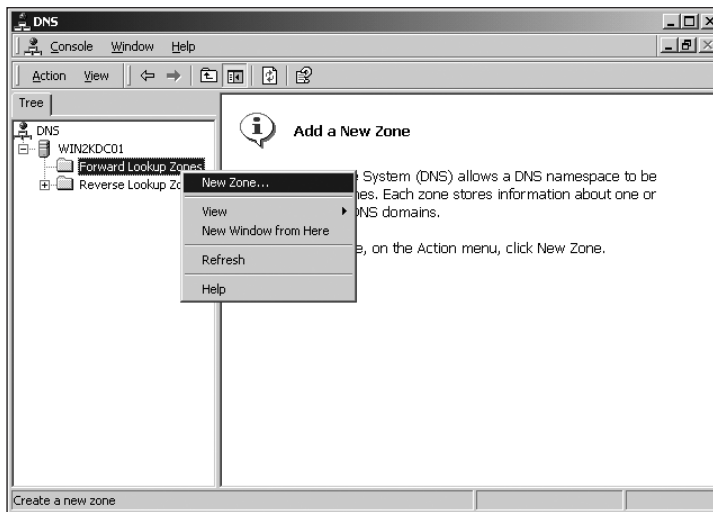 DNS
Console Window Help
Action View
Tree
DNS
WIN2KDC01
Forward Lookup Zones
Reverse Lookup Zo
New Zone...
View
New Window from Here
Refresh
Help
Add a New Zone
System (DNS) allows a DNS namespace to be
Each zone stores information about one or
DNS domains.
, on the Action menu, click New Zone.
Create a new zone